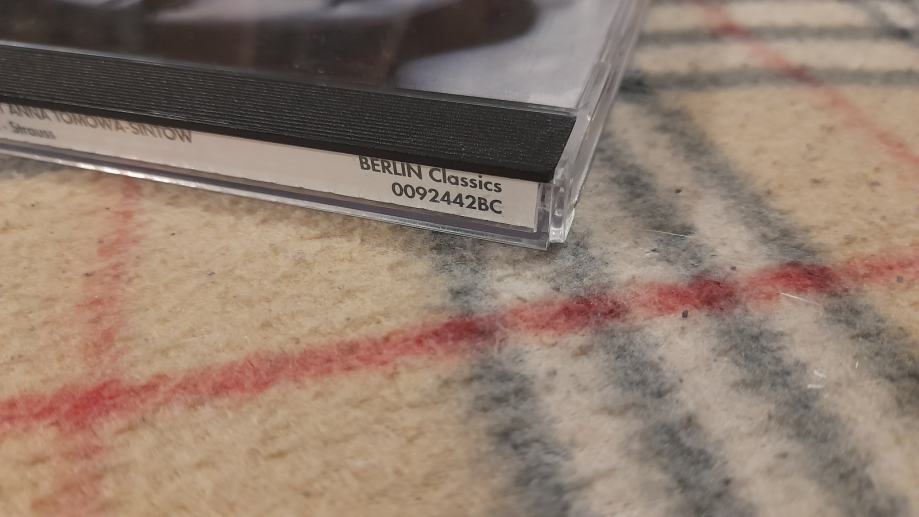 ANNA TOMOWA-SINTOW
· Strauss
BERLIN Classics
0092442BC